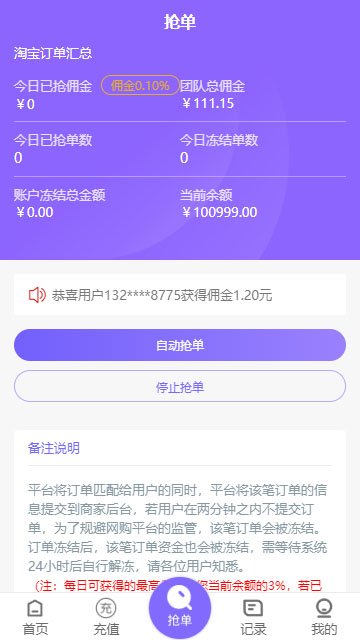 抢单
淘宝订单汇总
今日已抢佣金 佣金0.10% 团队总佣金
￥0 ￥111.15
今日已抢单数 今日冻结单数
0 0
账户冻结总金额 当前余额
￥0.00 ￥100999.00
恭喜用户132****8775获得佣金1.20元
自动抢单
停止抢单
备注说明
平台将订单匹配给用户的同时，平台将该笔订单的信
息提交到商家后台，若用户在两分钟之内不提交订
单，为了规避网购平台的监管，该笔订单会被冻结。
订单冻结后，该笔订单资金也会被冻结，需等待系统
24小时后自行解冻，请各位用户知悉。
（注：每日可获得的最高 您当前余额的3%，若已
首页 充 充值 抢单 记录 我的